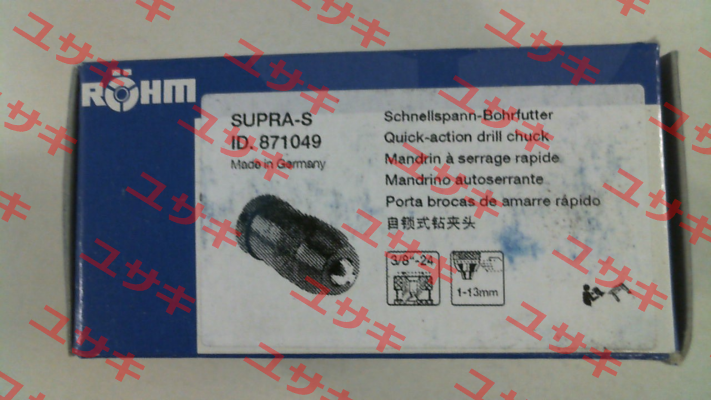 RÖHM
SUPRA-S
ID. 871049
Made in Germany
Schnellspann-Bohrfutter
Quick-action drill chuck
Mandrin à serrage rapide
Mandrino autoserrante
Porta brocas de amarre rápido
自锁式钻夹头
3/8"-24
1-13mm
ユサキ
ユサキ
ユサキ
ユサキ
ユサキ
ユサキ
ユサキ
ユサキ
ユサキ
ユサキ
ユサキ
ユサキ